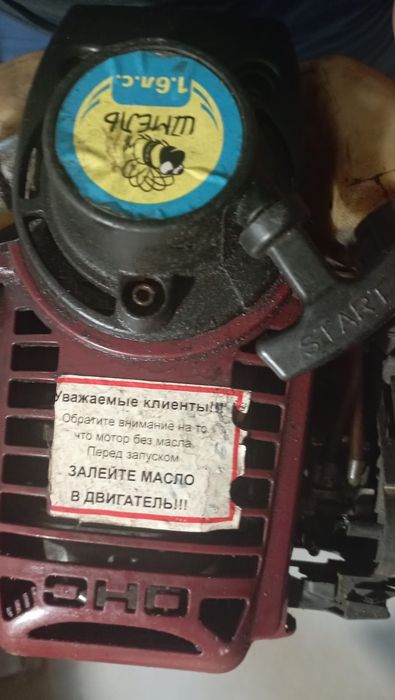 1.6л.с.
ШМЕЛЬ
START
Уважаемые клиенты!!!
Обратите внимание на то
что мотор без масла.
Перед запуском
ЗАЛЕЙТЕ МАСЛО
В ДВИГАТЕЛЬ!!!
OHC